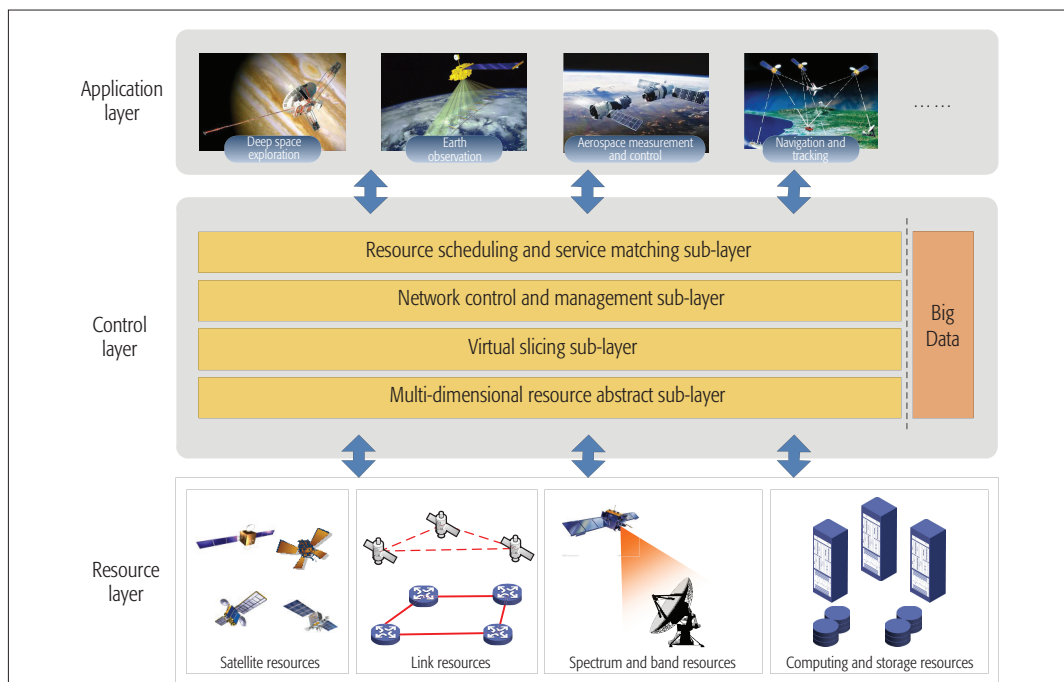 Application
layer
Deep space
exploration
Earth
observation
Aerospace measurement
and control
Navigation and
tracking
……
Control
layer
Resource scheduling and service matching sub-layer
Network control and management sub-layer
Virtual slicing sub-layer
Multi-dimensional resource abstract sub-layer
Big
Data
Resource
layer
Satellite resources
Link resources
Spectrum and band resources
Computing and storage resources